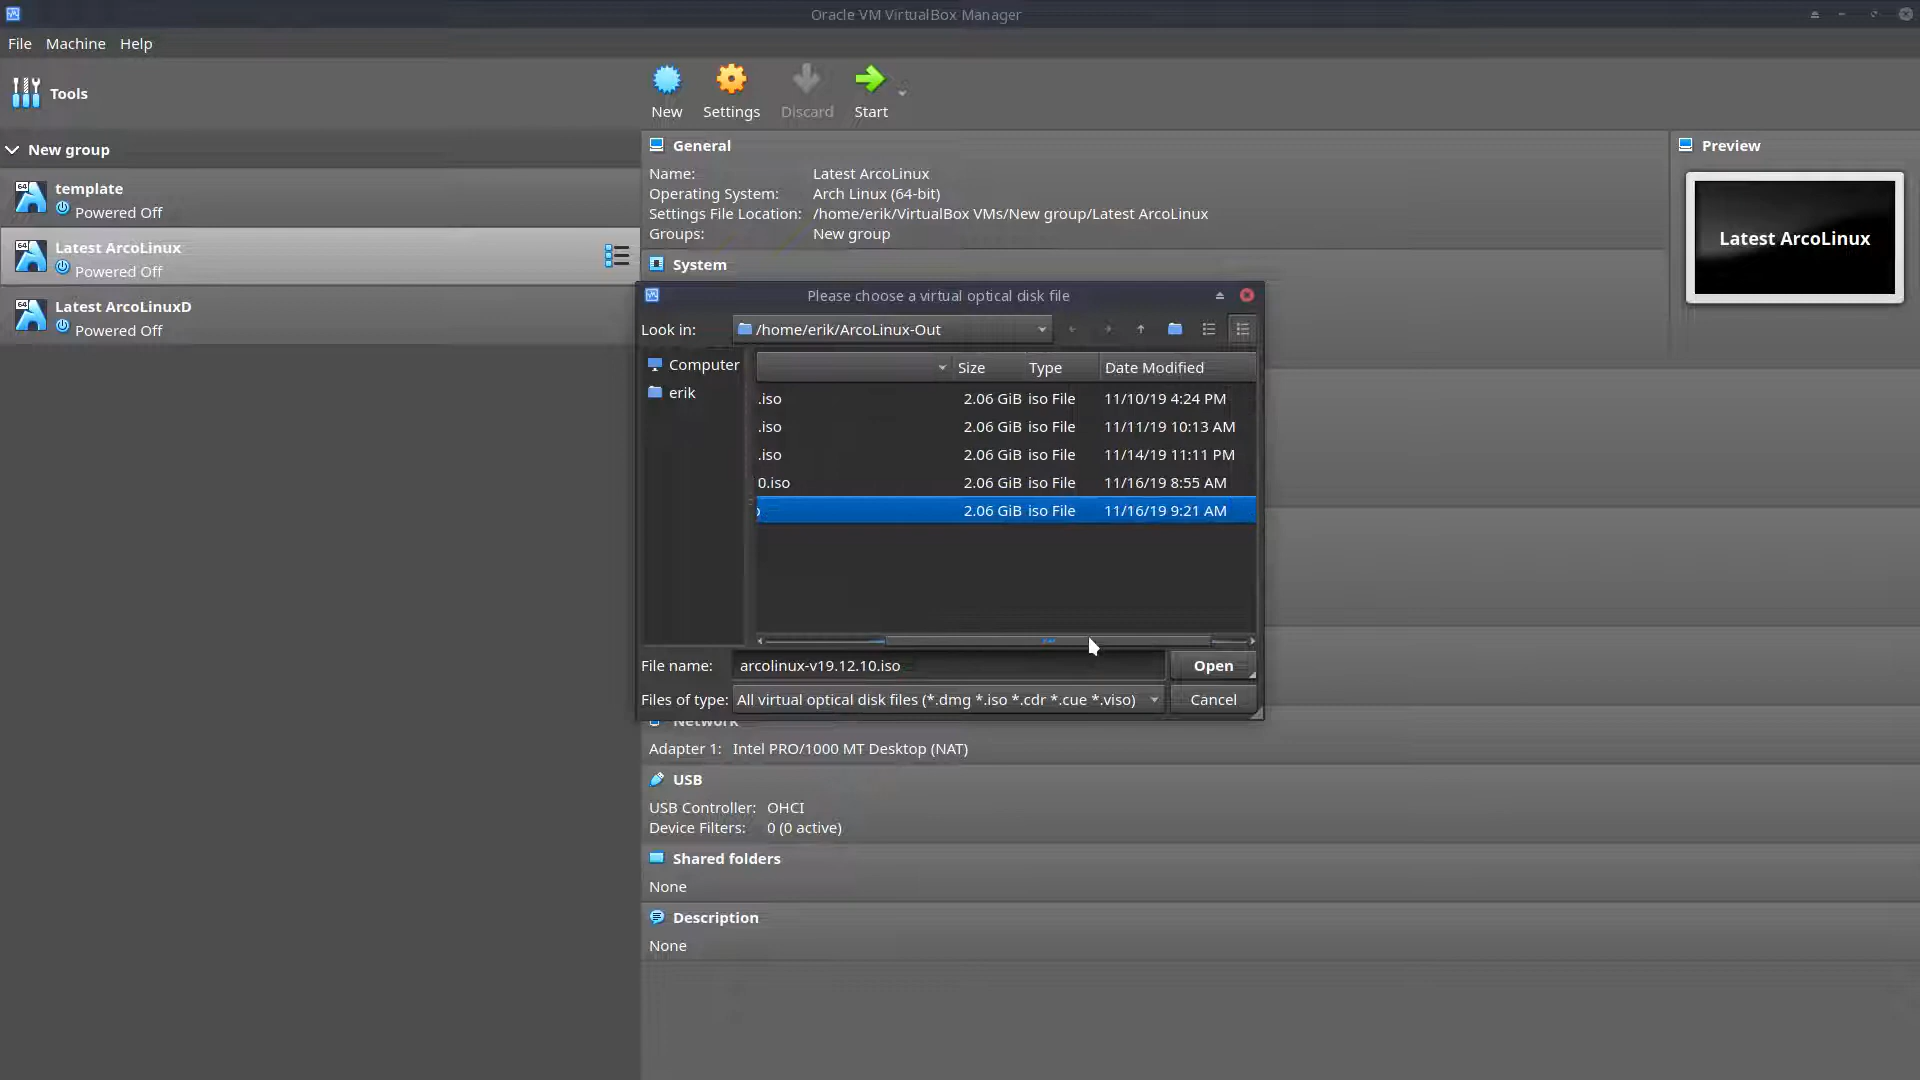 Oracle VM VirtualBox Manager
File Machine Help
Tools
New Settings Discard Start
New group
64 template
Powered Off
64 Latest ArcoLinux
Powered Off
64 Latest ArcoLinuxD
Powered Off
General
Name: Latest ArcoLinux
Operating System: Arch Linux (64-bit)
Settings File Location: /home/erik/VirtualBox VMs/New group/Latest ArcoLinux
Groups: New group
System
Preview
Latest ArcoLinux
Please choose a virtual optical disk file
Look in: /home/erik/ArcoLinux-Out
Computer
erik
Size Type Date Modified
.iso 2.06 GiB iso File 11/10/19 4:24 PM
.iso 2.06 GiB iso File 11/11/19 10:13 AM
.iso 2.06 GiB iso File 11/14/19 11:11 PM
0.iso 2.06 GiB iso File 11/16/19 8:55 AM
2.06 GiB iso File 11/16/19 9:21 AM
File name: arcolinux-v19.12.10.iso Open
Files of type: All virtual optical disk files (*.dmg *.iso *.cdr *.cue *.viso) Cancel
Network
Adapter 1: Intel PRO/1000 MT Desktop (NAT)
USB
USB Controller: OHCI
Device Filters: 0 (0 active)
Shared folders
None
Description
None